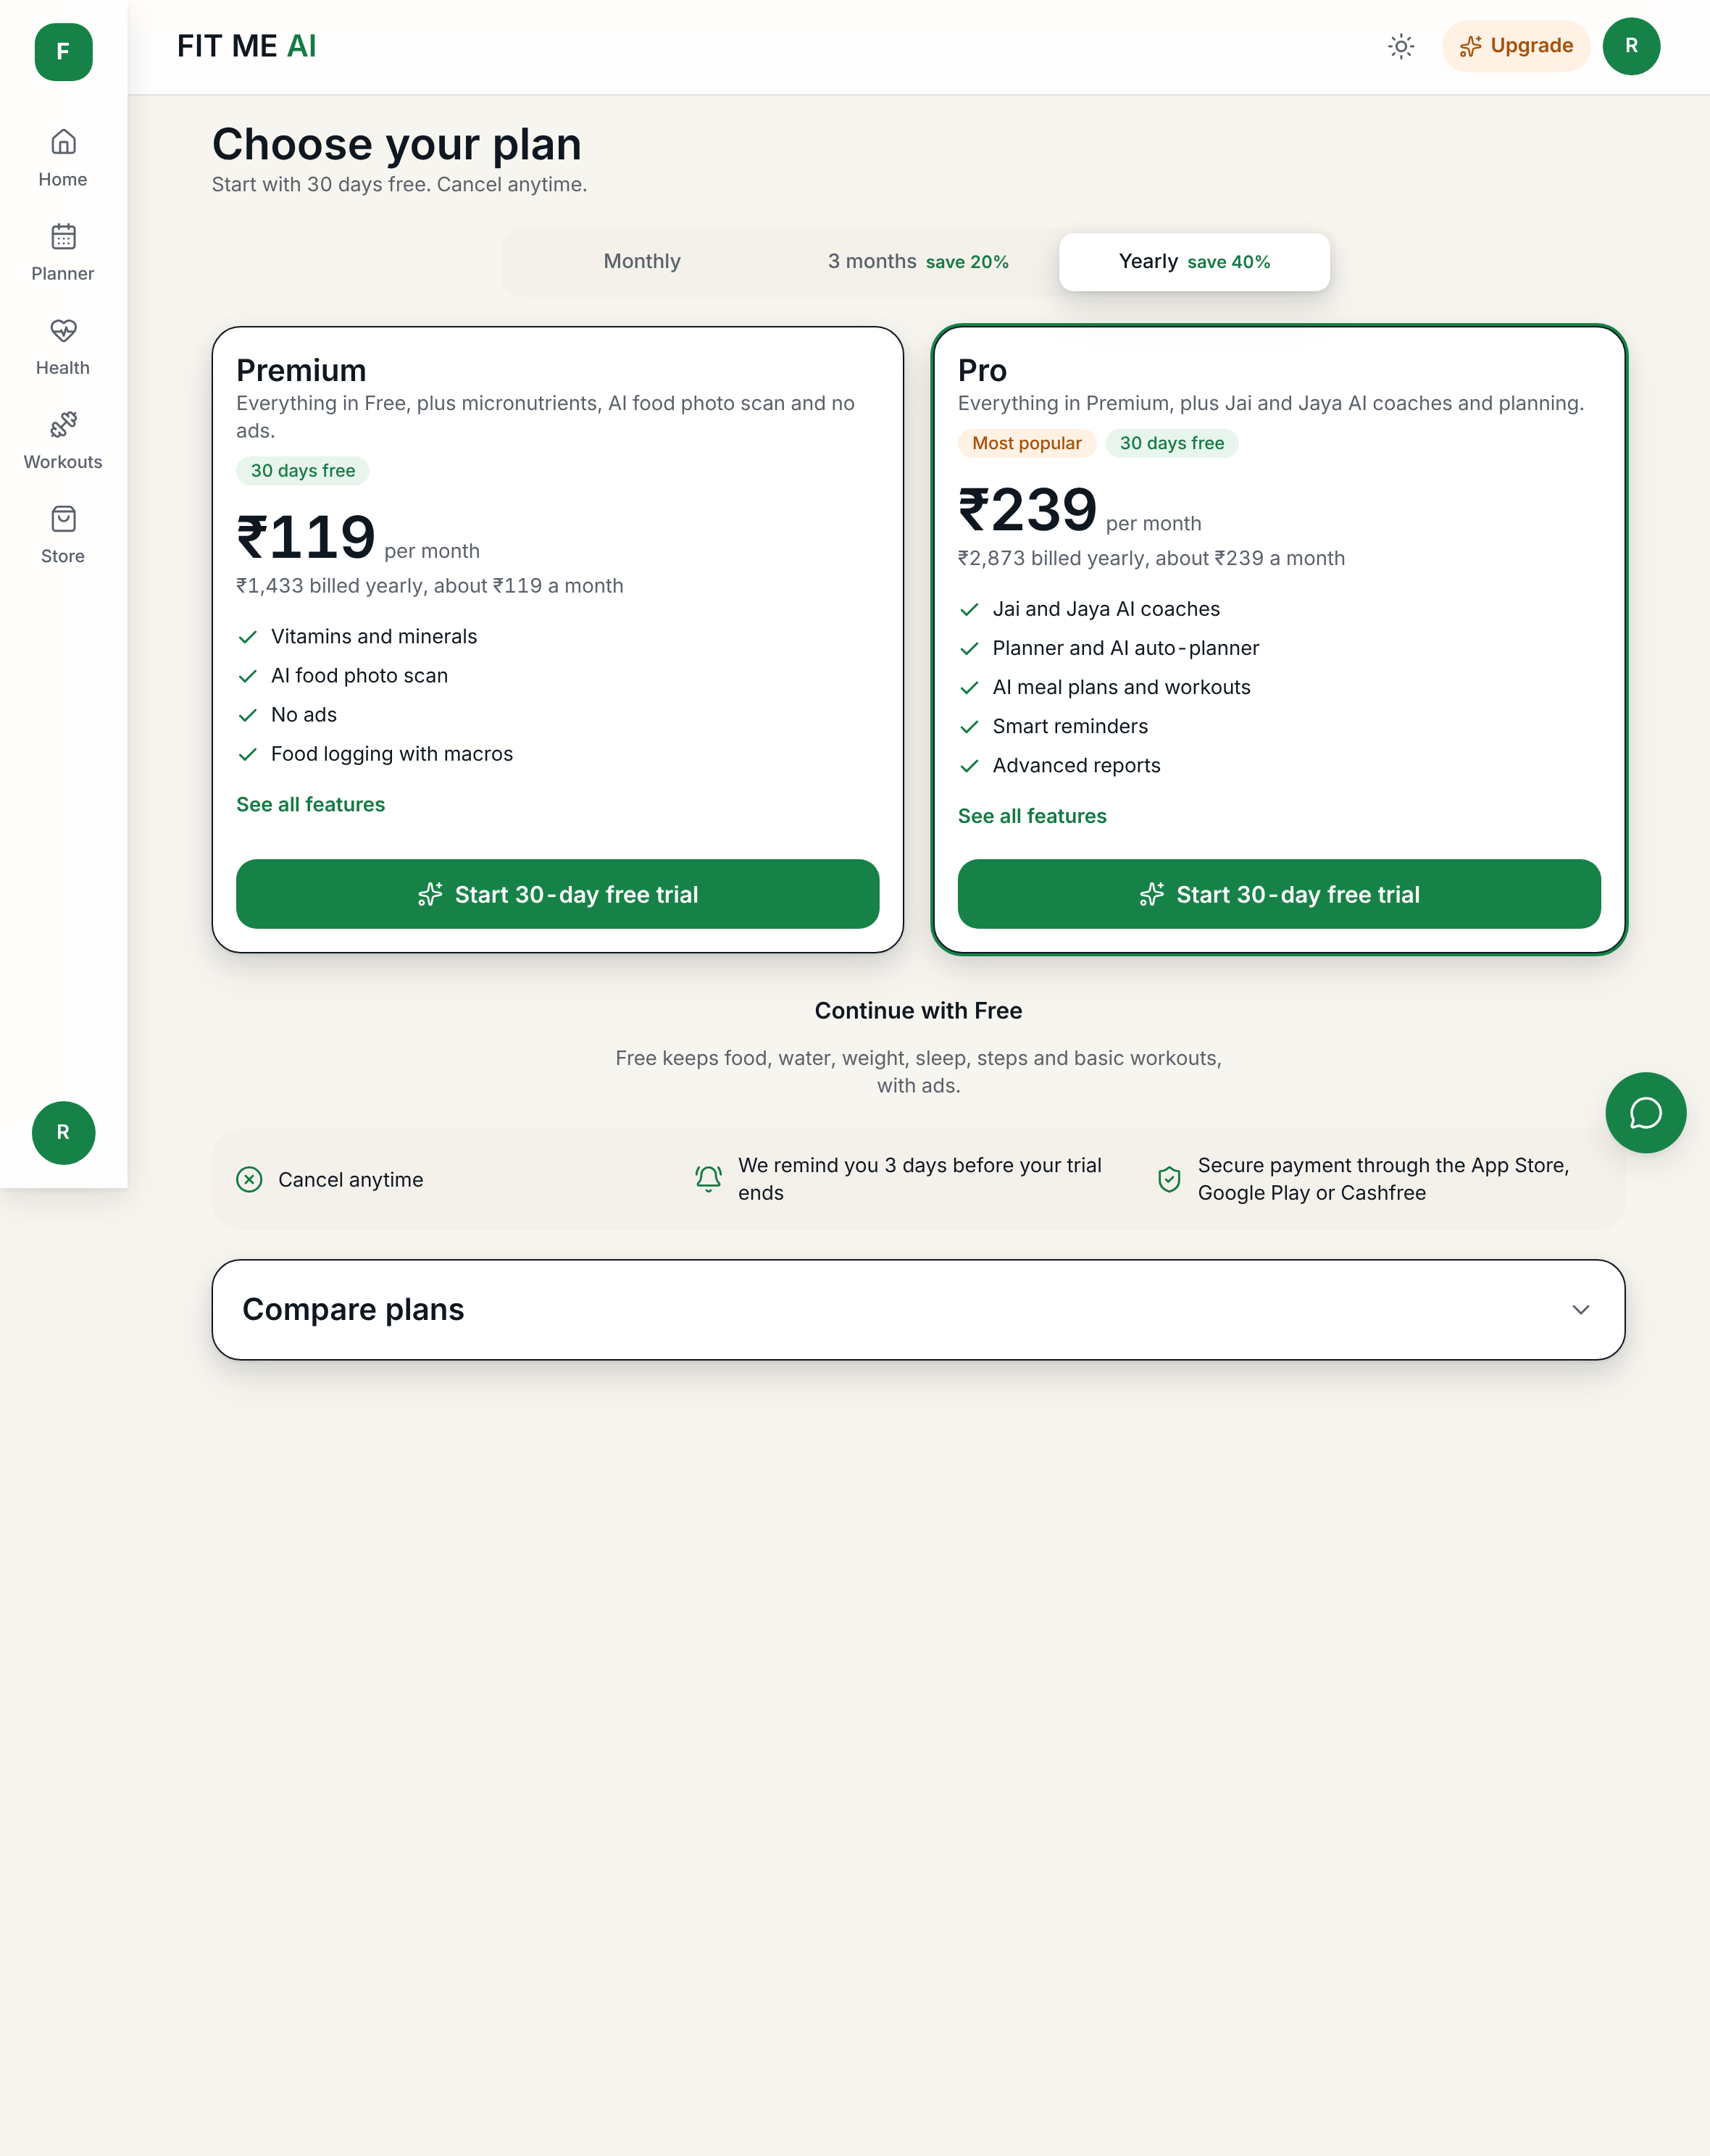 F
FIT ME AI
Upgrade
R
Home
Planner
Health
Workouts
Store
R
Choose your plan
Start with 30 days free. Cancel anytime.
Monthly
3 months save 20%
Yearly save 40%
Premium
Everything in Free, plus micronutrients, AI food photo scan and no
ads.
30 days free
₹119 per month
₹1,433 billed yearly, about ₹119 a month
Vitamins and minerals
AI food photo scan
No ads
Food logging with macros
See all features
Start 30-day free trial
Pro
Everything in Premium, plus Jai and Jaya AI coaches and planning.
Most popular
30 days free
₹239 per month
₹2,873 billed yearly, about ₹239 a month
Jai and Jaya AI coaches
Planner and AI auto-planner
AI meal plans and workouts
Smart reminders
Advanced reports
See all features
Start 30-day free trial
Continue with Free
Free keeps food, water, weight, sleep, steps and basic workouts,
with ads.
Cancel anytime
We remind you 3 days before your trial
ends
Secure payment through the App Store,
Google Play or Cashfree
Compare plans